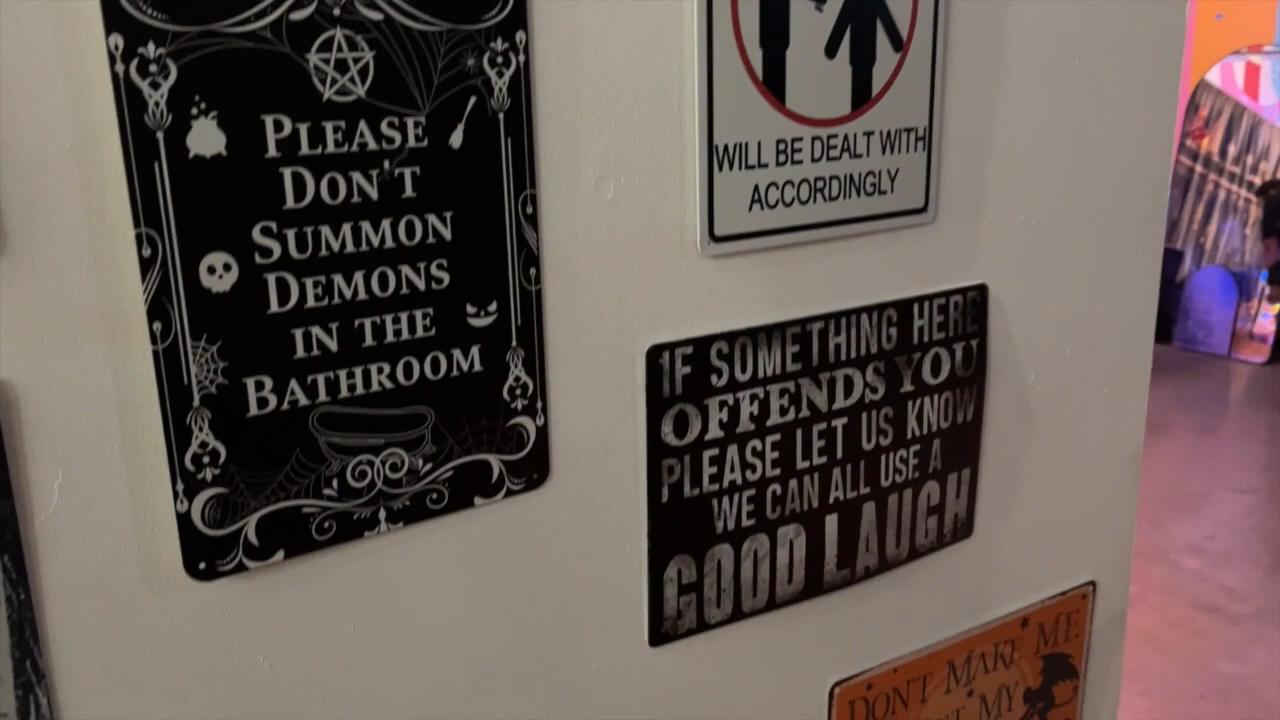 PLEASE
DON'T
SUMMON
DEMONS
IN THE
BATHROOM
WILL BE DEALT WITH
ACCORDINGLY
IF SOMETHING HERE
OFFENDS YOU
PLEASE LET US KNOW
WE CAN ALL USE A
GOOD LAUGH
DON'T MAKE ME
MY